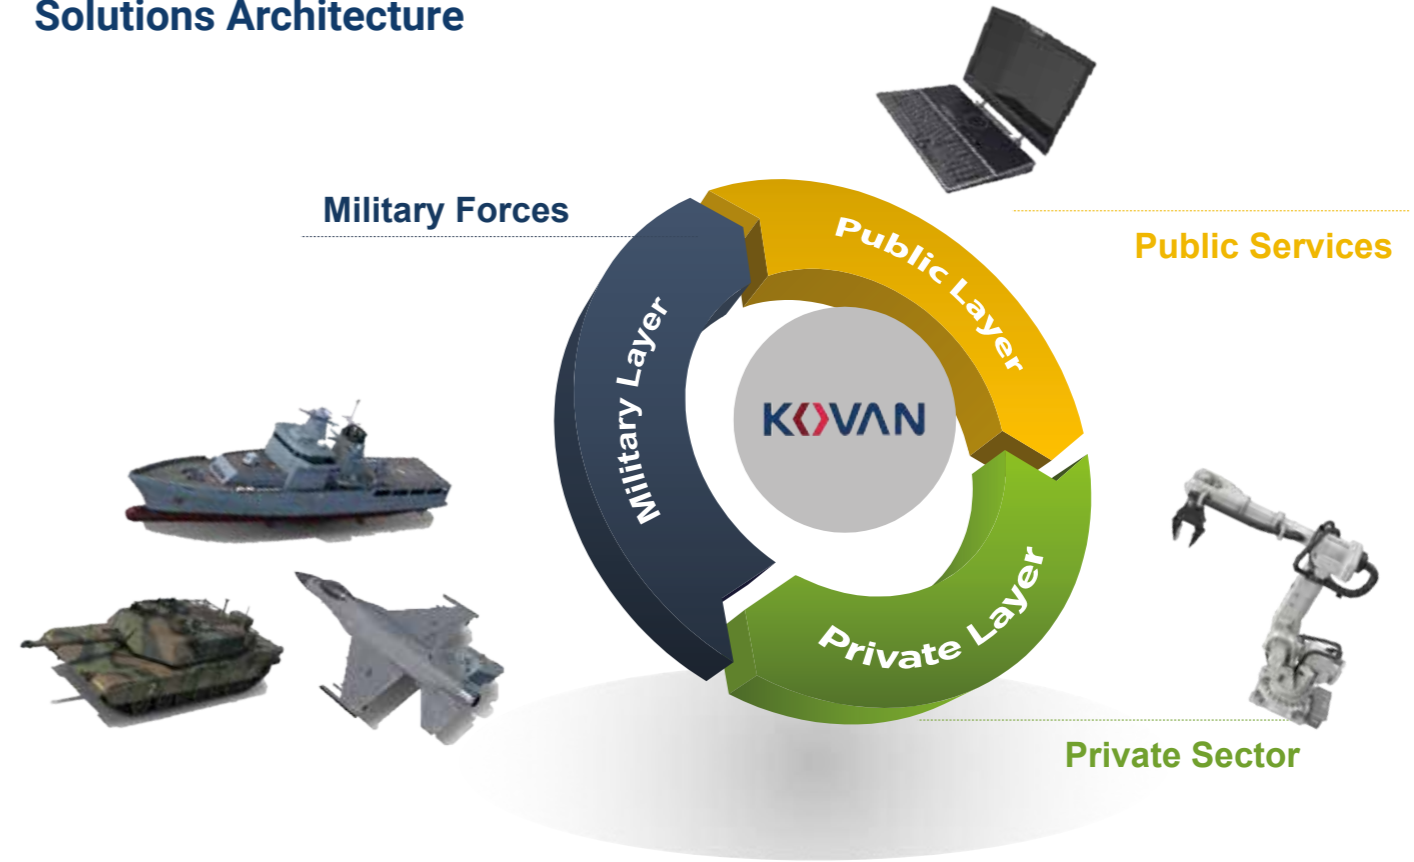 Solutions Architecture
Military Forces
Public Services
Public Layer
Military Layer
KOVAN
Private Layer
Private Sector